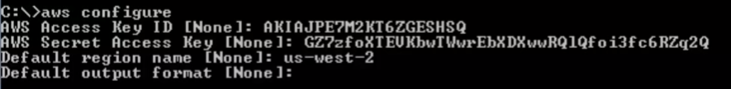 C:\>aws configure
AWS Access Key ID [None]: AKIAJPE7M2KT6ZGESHSQ
AWS Secret Access Key [None]: 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
Default region name [None]: us-west-2
Default output format [None]: